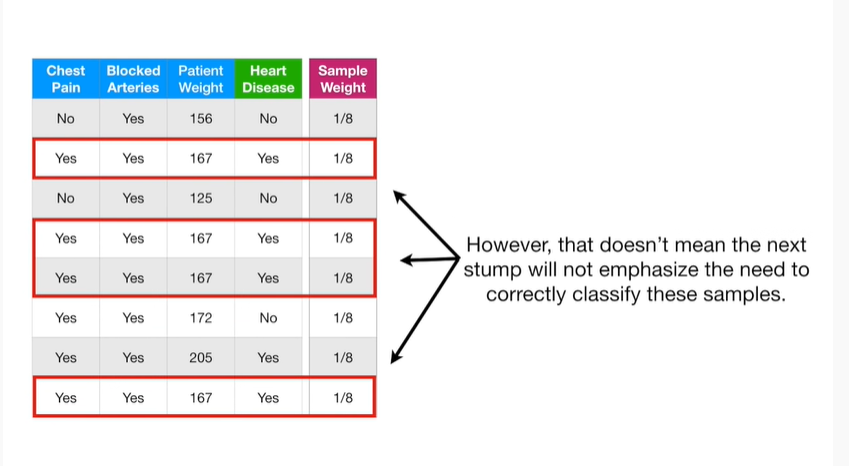 Chest Pain Blocked Arteries Patient Weight Heart Disease Sample Weight
No Yes 156 No 1/8
Yes Yes 167 Yes 1/8
No Yes 125 No 1/8
Yes Yes 167 Yes 1/8
Yes Yes 167 Yes 1/8
Yes Yes 172 No 1/8
Yes Yes 205 Yes 1/8
Yes Yes 167 Yes 1/8
However, that doesn’t mean the next
stump will not emphasize the need to
correctly classify these samples.